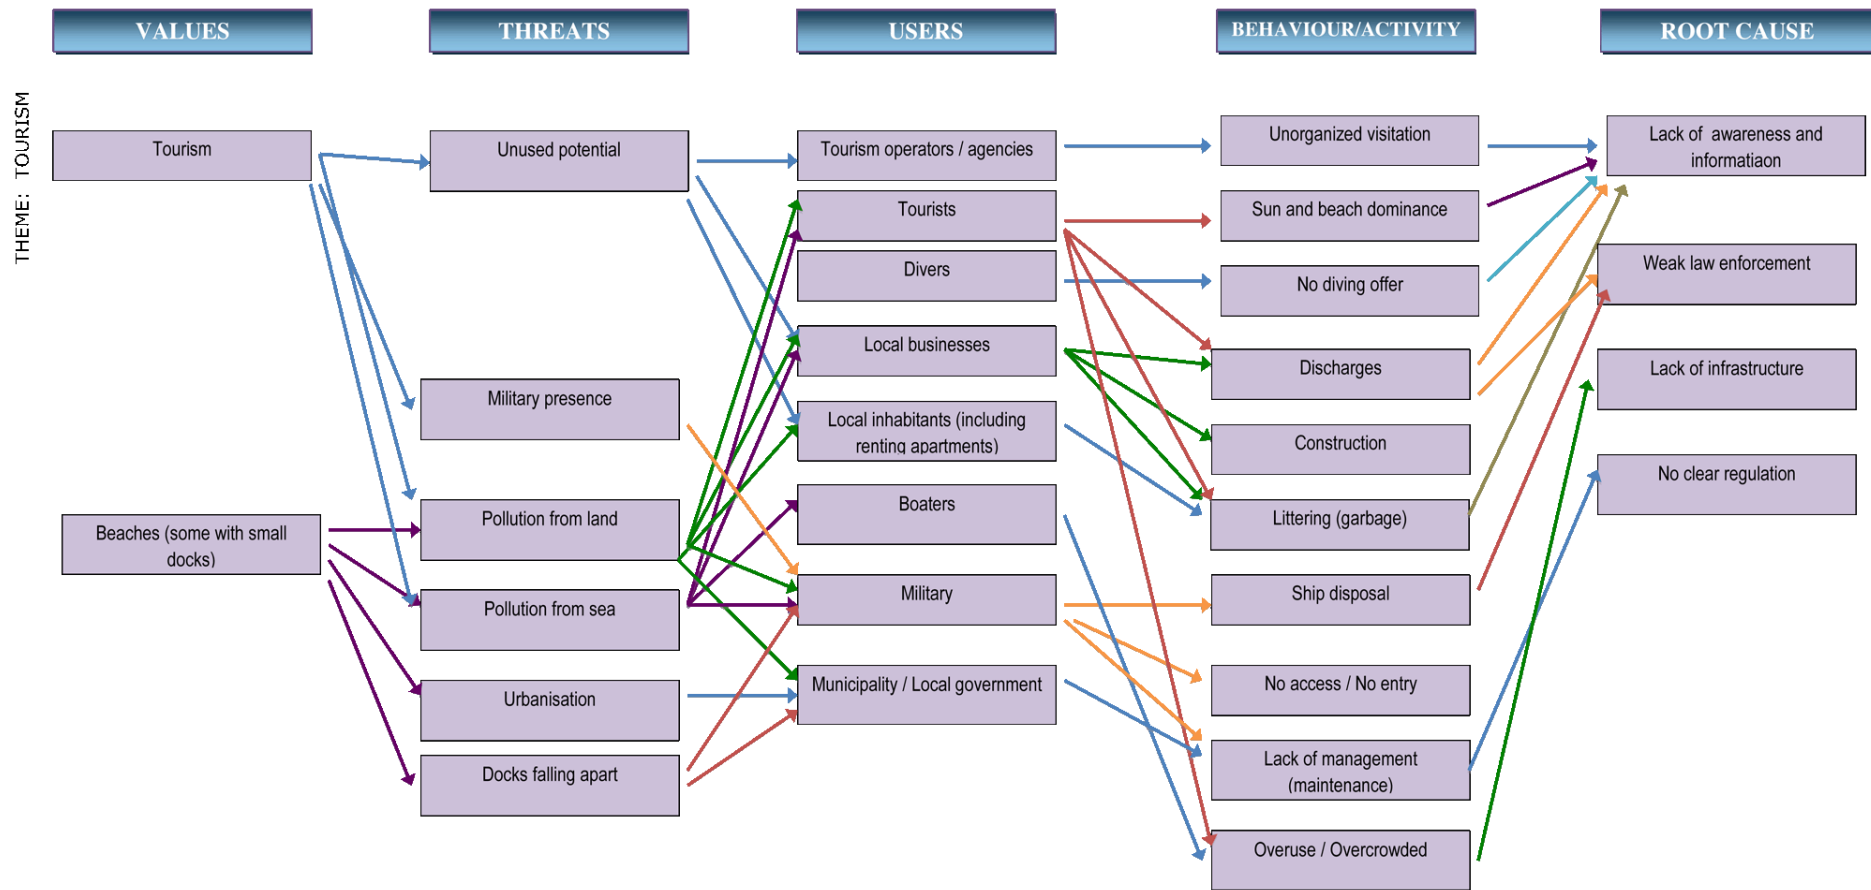 VALUES
THREATS
USERS
BEHAVIOUR/ACTIVITY
ROOT CAUSE
THEME: TOURISM
Tourism
Beaches (some with small
docks)
Unused potential
Military presence
Pollution from land
Pollution from sea
Urbanisation
Docks falling apart
Tourism operators / agencies
Tourists
Divers
Local businesses
Local inhabitants (including
renting apartments)
Boaters
Military
Municipality / Local government
Unorganized visitation
Sun and beach dominance
No diving offer
Discharges
Construction
Littering (garbage)
Ship disposal
No access / No entry
Lack of management
(maintenance)
Overuse / Overcrowded
Lack of awareness and
informatiaon
Weak law enforcement
Lack of infrastructure
No clear regulation